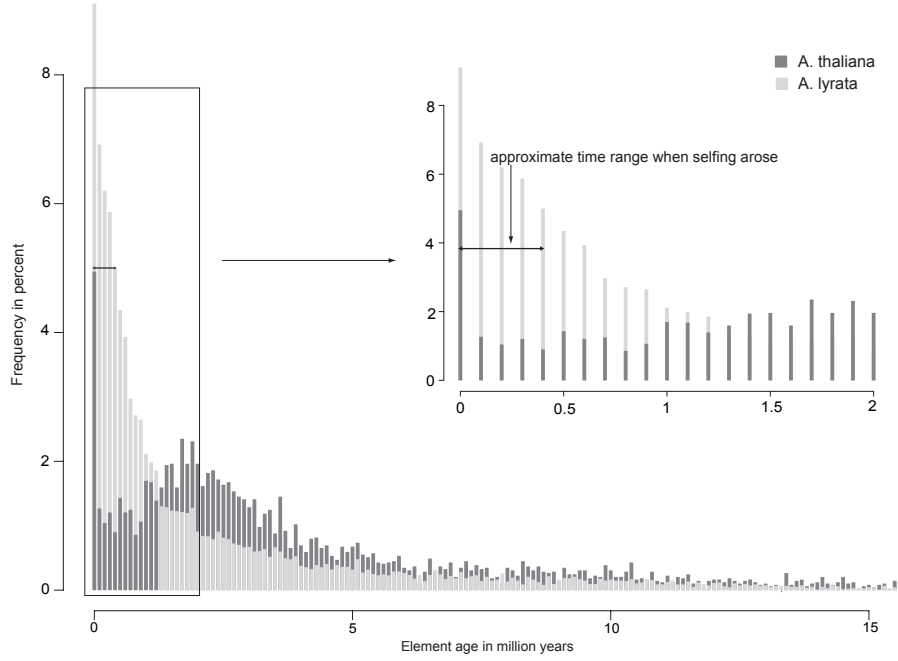 A. thaliana
A. lyrata
approximate time range when selfing arose
8
6
4
2
0
0 0.5 1 1.5 2
Frequency in percent
8
6
4
2
0
0 5 10 15
Element age in million years